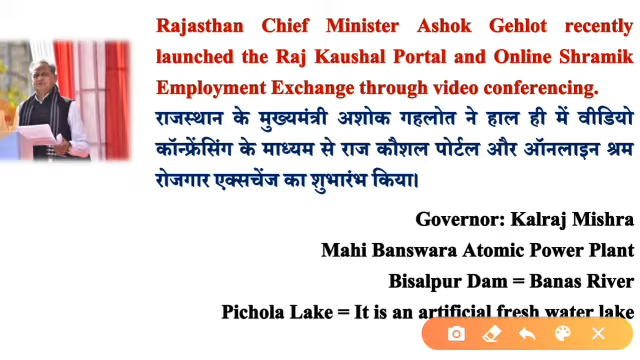 Rajasthan Chief Minister Ashok Gehlot recently
launched the Raj Kaushal Portal and Online Shramik
Employment Exchange through video conferencing.
राजस्थान के मुख्यमंत्री अशोक गहलोत ने हाल ही में वीडियो
कॉन्फ्रेंसिंग के माध्यम से राज कौशल पोर्टल और ऑनलाइन श्रम
रोजगार एक्सचेंज का शुभारंभ किया।
Governor: Kalraj Mishra
Mahi Banswara Atomic Power Plant
Bisalpur Dam = Banas River
Pichola Lake = It is an artificial fresh water lake